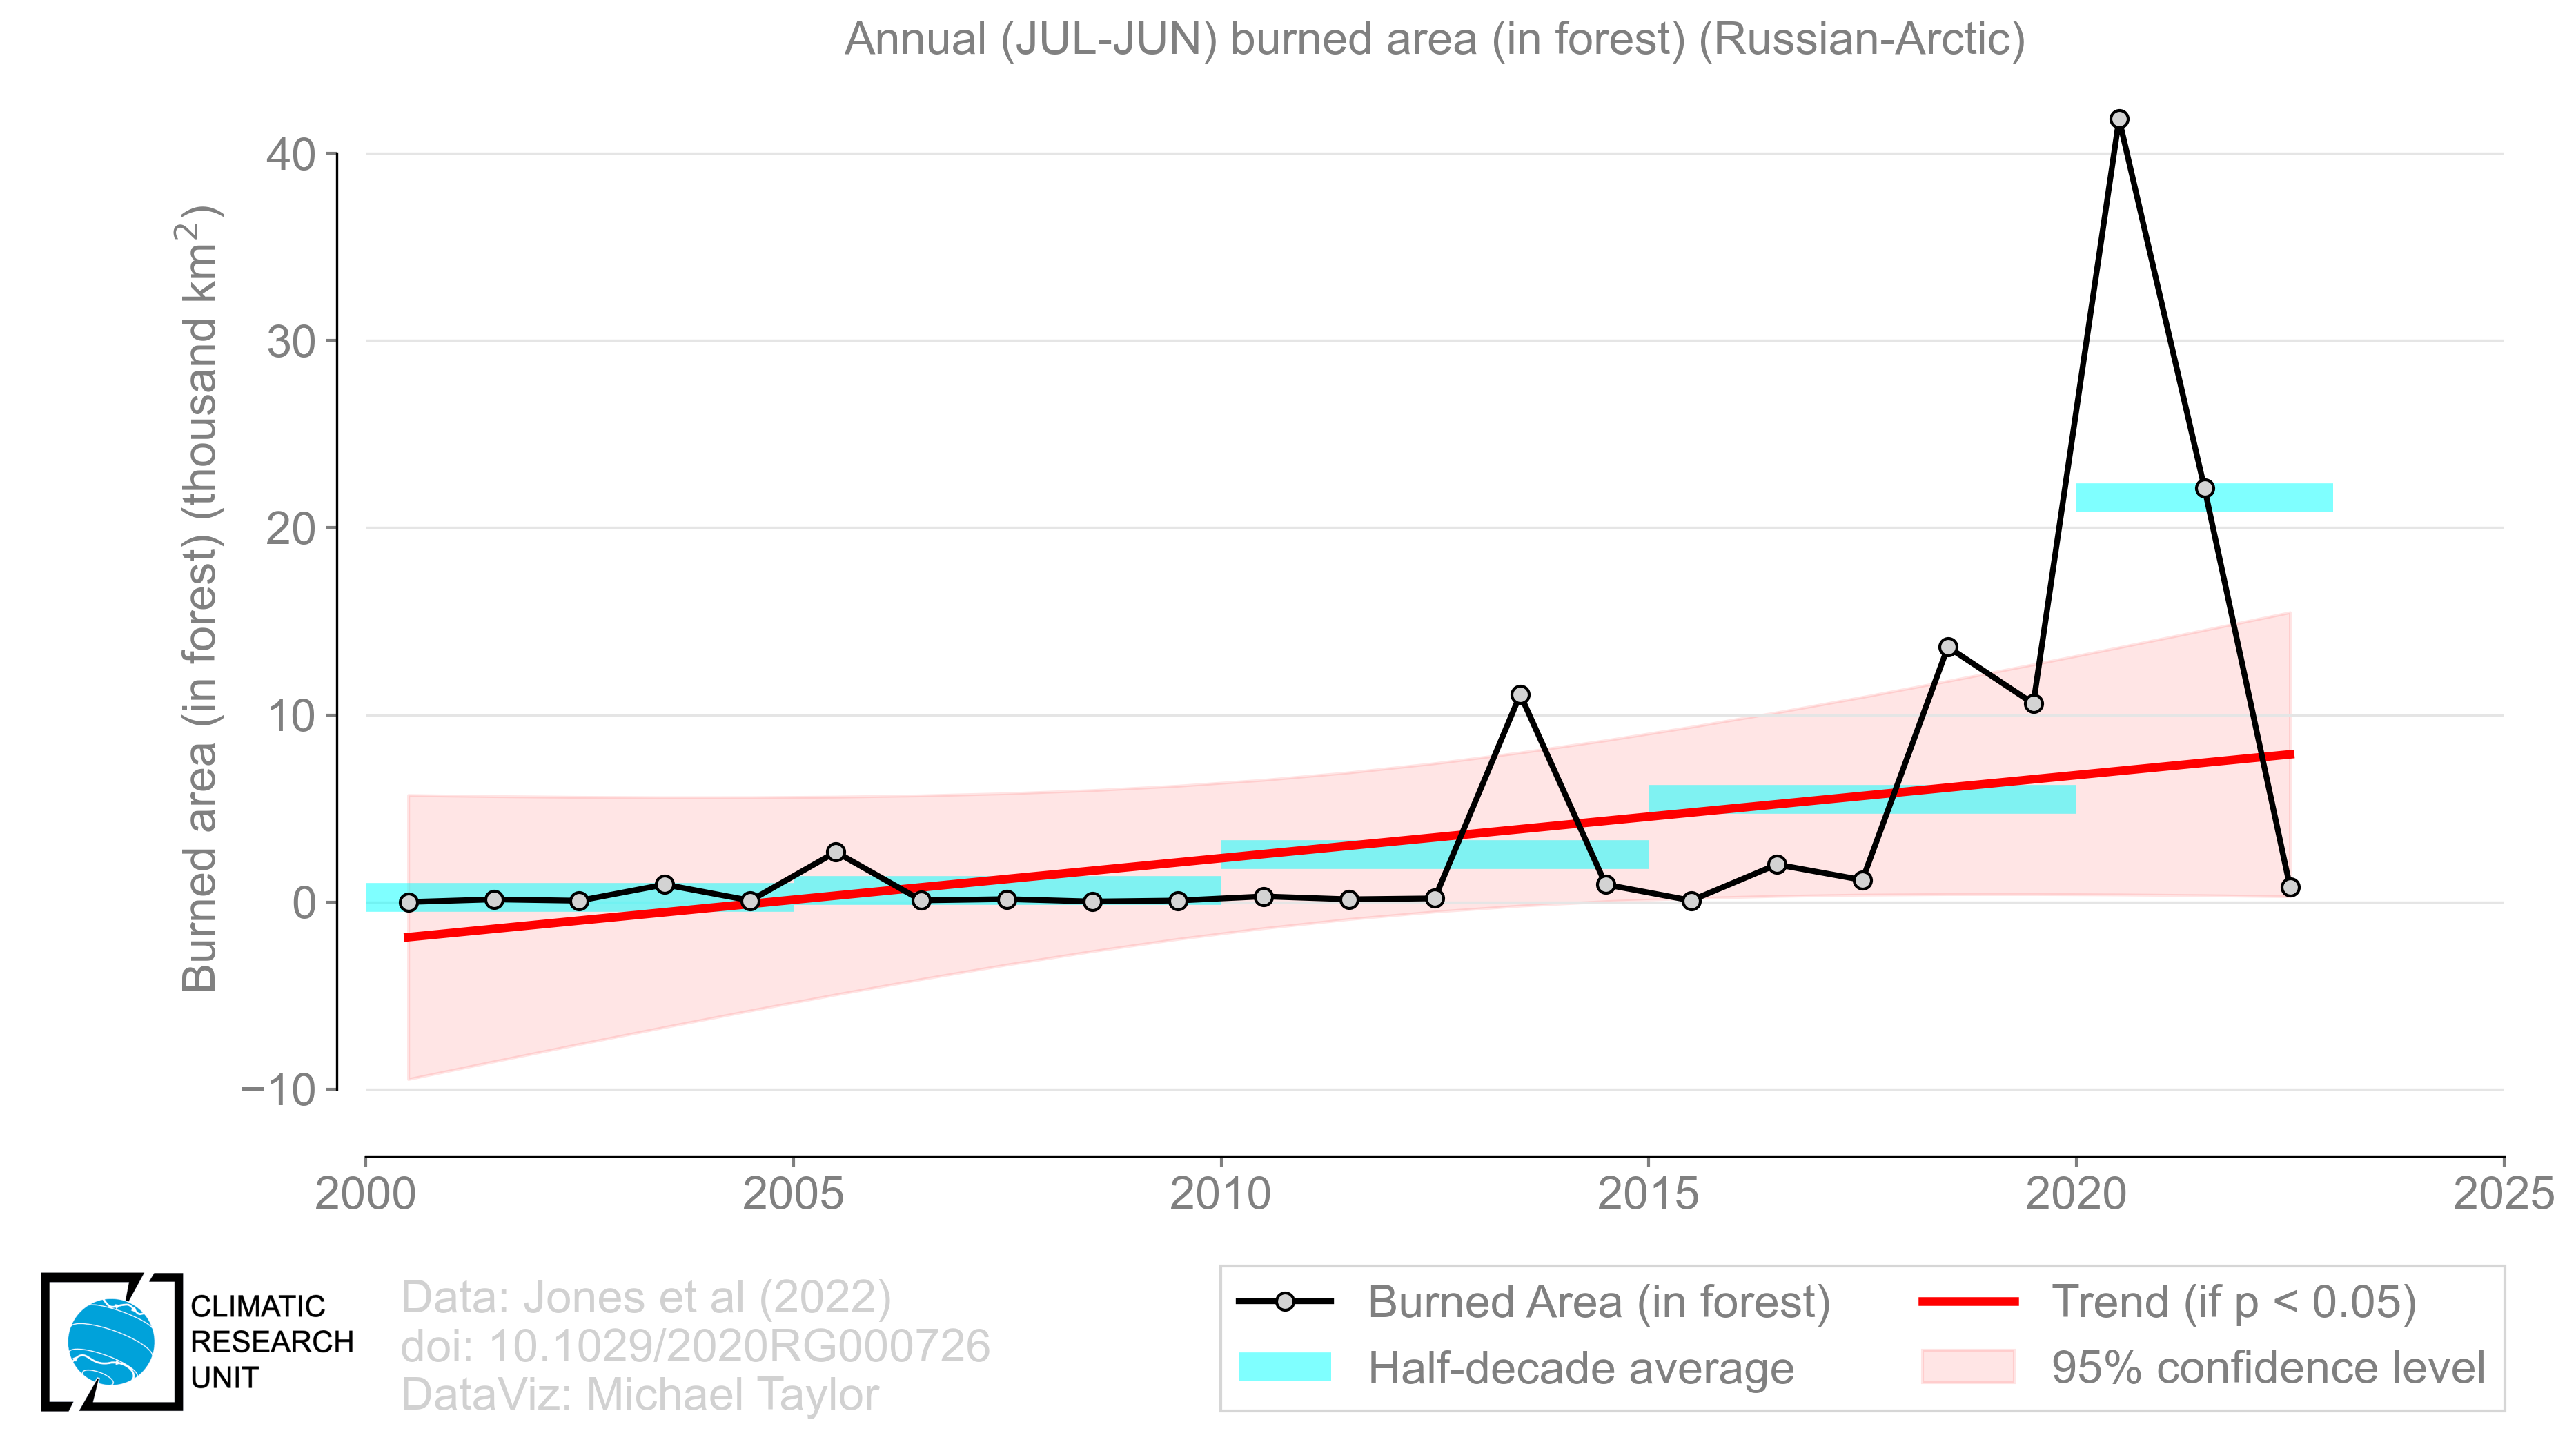 Annual (JUL-JUN) burned area (in forest) (Russian-Arctic)
Burned area (in forest) (thousand km²)
40
30
20
10
0
−10
2000
2005
2010
2015
2020
2025
CLIMATIC
RESEARCH
UNIT
Data: Jones et al (2022)
doi: 10.1029/2020RG000726
DataViz: Michael Taylor
Burned Area (in forest)
Half-decade average
Trend (if p < 0.05)
95% confidence level